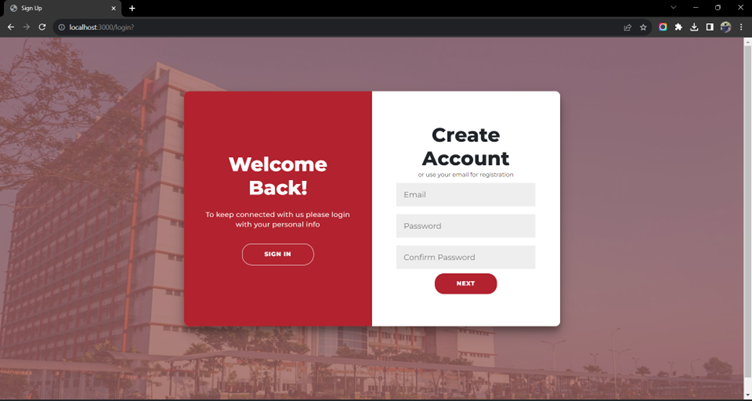 Sign Up
localhost:3000/login?
Welcome
Back!
To keep connected with us please login
with your personal info
SIGN IN
Create
Account
or use your email for registration
Email
Password
Confirm Password
NEXT